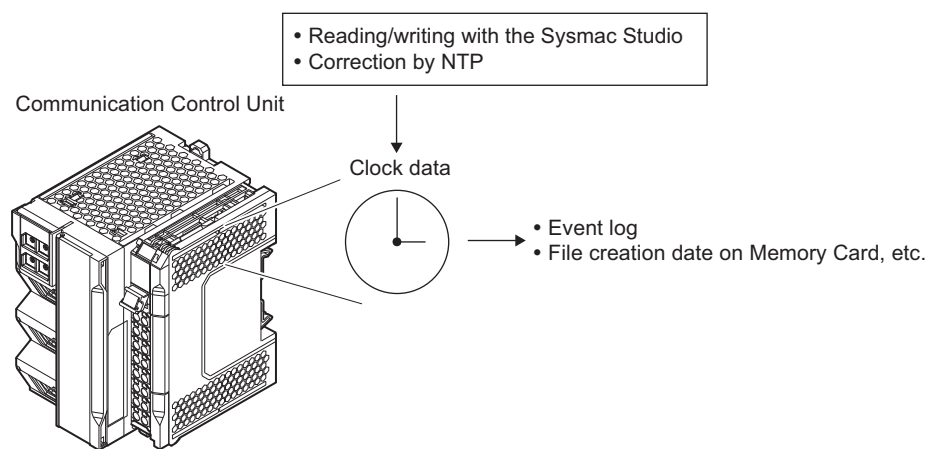 • Reading/writing with the Sysmac Studio
• Correction by NTP
Communication Control Unit
Clock data
• Event log
• File creation date on Memory Card, etc.